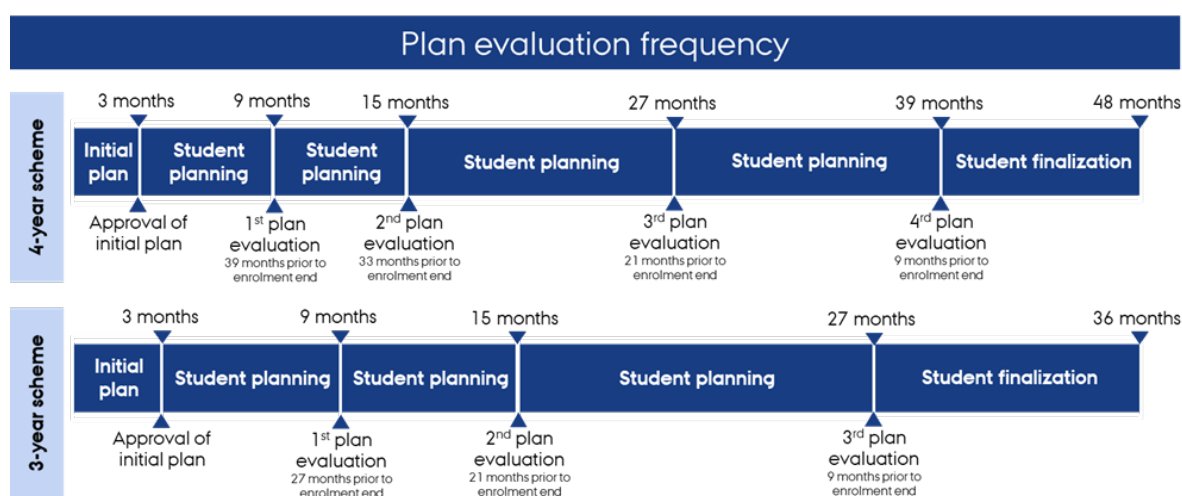 Plan evaluation frequency
4-year scheme
3 months
9 months
15 months
27 months
39 months
48 months
Initial
plan
Student
planning
Student
planning
Student planning
Student planning
Student finalization
Approval of
initial plan
1st plan
evaluation
39 months prior to
enrolment end
2nd plan
evaluation
33 months prior to
enrolment end
3rd plan
evaluation
21 months prior to
enrolment end
4rd plan
evaluation
9 months prior to
enrolment end
3-year scheme
3 months
9 months
15 months
27 months
36 months
Initial
plan
Student planning
Student planning
Student planning
Student finalization
Approval of
initial plan
1st plan
evaluation
27 months prior to
enrolment end
2nd plan
evaluation
21 months prior to
enrolment end
3rd plan
evaluation
9 months prior to
enrolment end